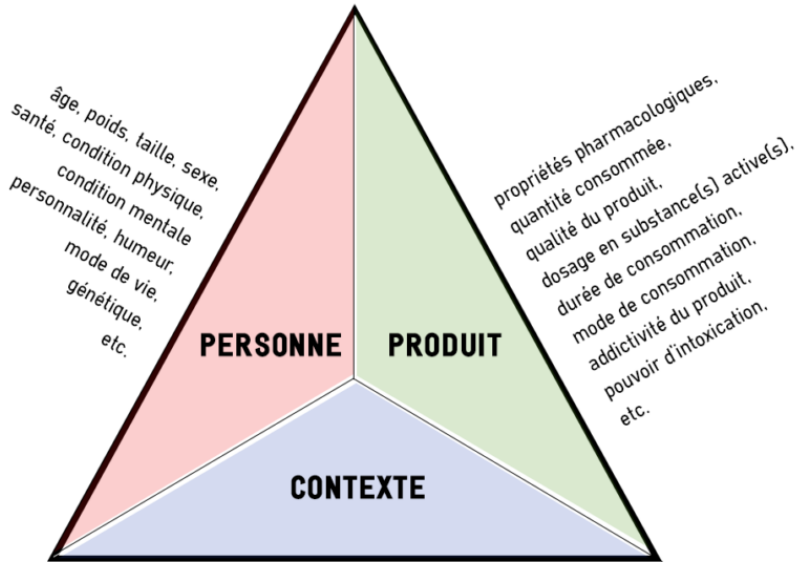 âge, poids, taille, sexe,
santé, condition physique,
condition mentale
personnalité, humeur,
mode de vie,
génétique,
etc.
propriétés pharmacologiques,
quantité consommée,
qualité du produit,
dosage en substance(s) active(s),
durée de consommation,
mode de consommation,
addictivité du produit,
pouvoir d'intoxication,
etc.
PERSONNE
PRODUIT
CONTEXTE